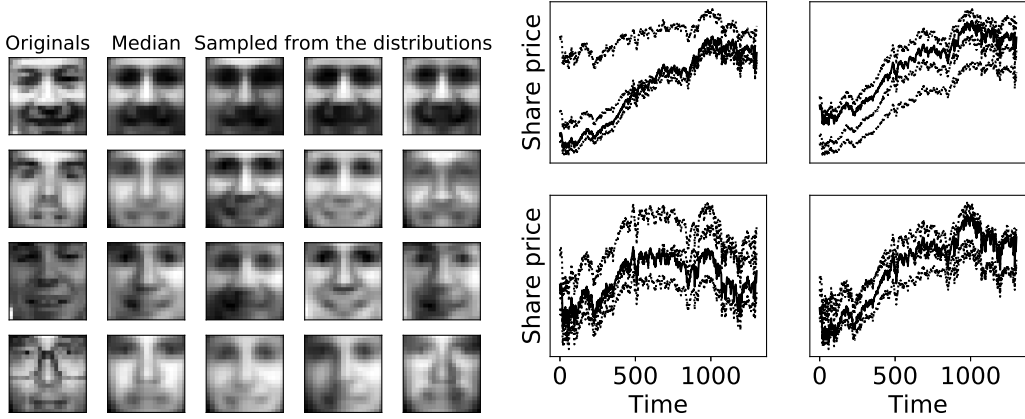 Originals Median Sampled from the distributions
Share price
Share price
0 500 1000 0 500 1000
Time Time